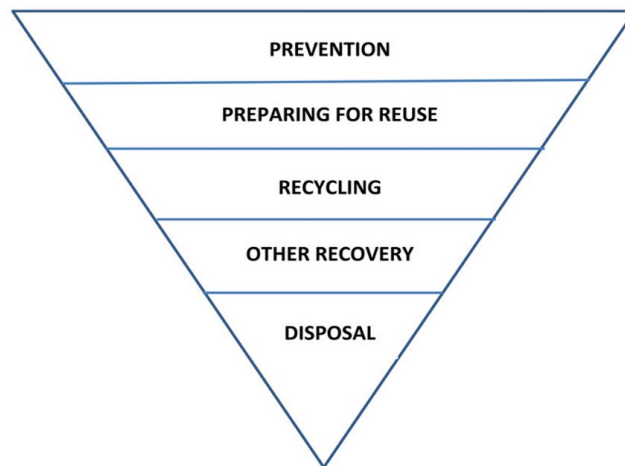 PREVENTION
PREPARING FOR REUSE
RECYCLING
OTHER RECOVERY
DISPOSAL